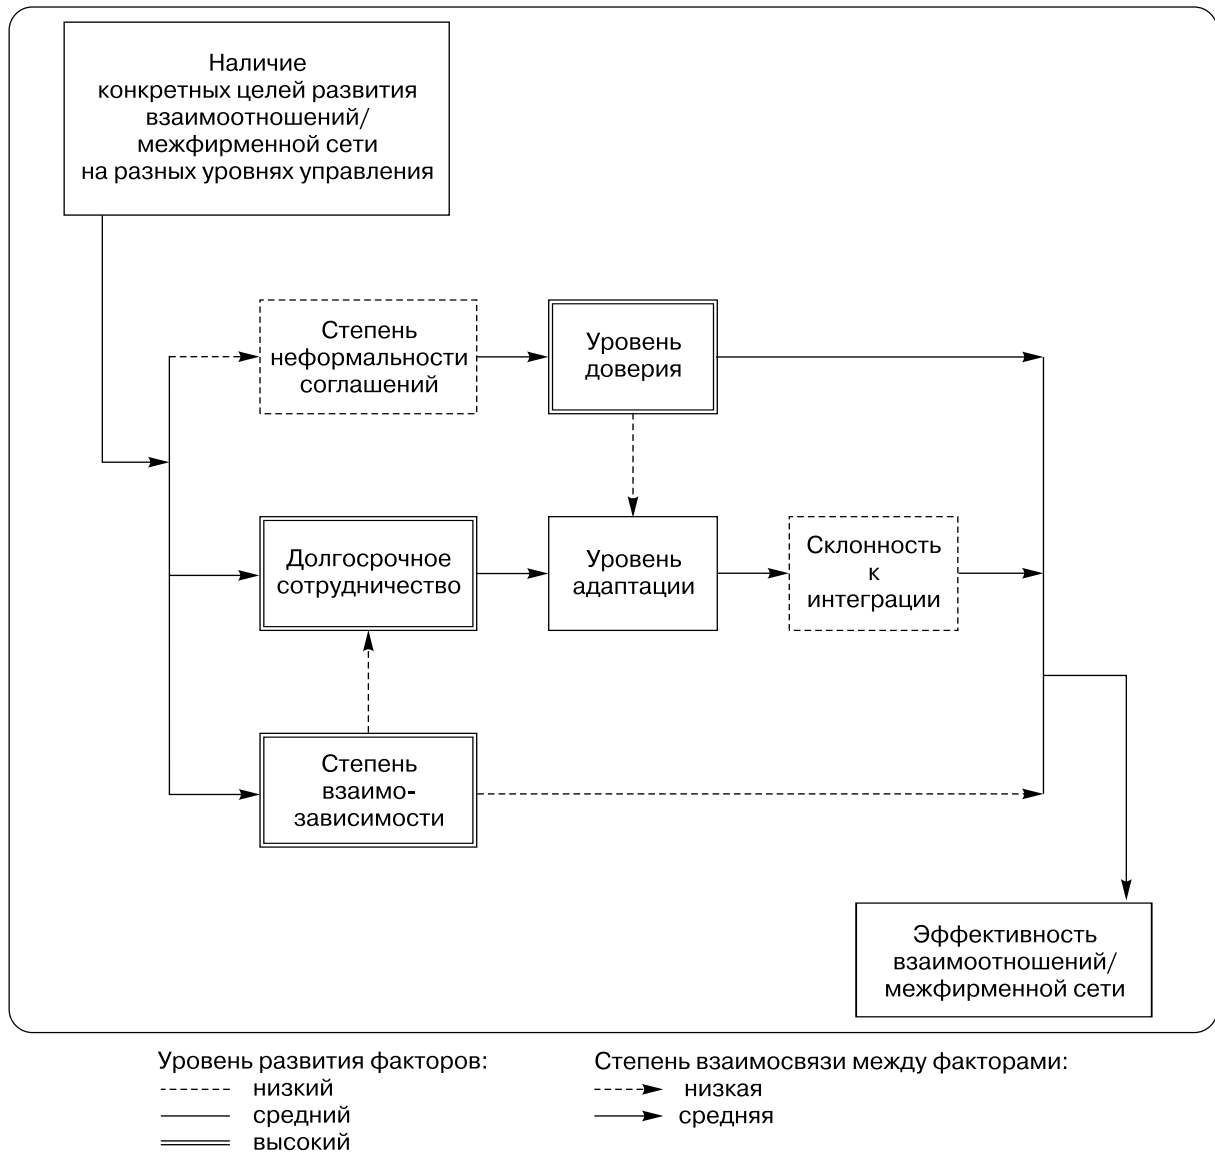 Наличие
конкретных целей развития
взаимоотношений/
межфирменной сети
на разных уровнях управления
Степень
неформальности
соглашений
Уровень
доверия
Долгосрочное
сотрудничество
Уровень
адаптации
Склонность
к
интеграции
Степень
взаимо-
зависимости
Эффективность
взаимоотношений/
межфирменной сети
Уровень развития факторов:
низкий
средний
высокий
Степень взаимосвязи между факторами:
низкая
средняя